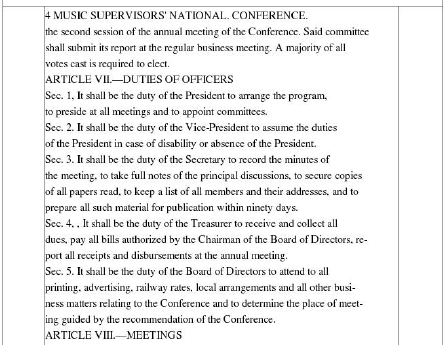 4 MUSIC SUPERVISORS' NATIONAL. CONFERENCE.
the second session of the annual meeting of the Conference. Said committee
shall submit its report at the regular business meeting. A majority of all
votes cast is required to elect.
ARTICLE VII.—DUTIES OF OFFICERS
Sec. 1, It shall be the duty of the President to arrange the program,
to preside at all meetings and to appoint committees.
Sec. 2. It shall be the duty of the Vice-President to assume the duties
of the President in case of disability or absence of the President.
Sec. 3. It shall be the duty of the Secretary to record the minutes of
the meeting, to take full notes of the principal discussions, to secure copies
of all papers read, to keep a list of all members and their addresses, and to
prepare all such material for publication within ninety days.
Sec. 4, , It shall be the duty of the Treasurer to receive and collect all
dues, pay all bills authorized by the Chairman of the Board of Directors, re-
port all receipts and disbursements at the annual meeting.
Sec. 5. It shall be the duty of the Board of Directors to attend to all
printing, advertising, railway rates, local arrangements and all other busi-
ness matters relating to the Conference and to determine the place of meet-
ing guided by the recommendation of the Conference.
ARTICLE VIII.—MEETINGS